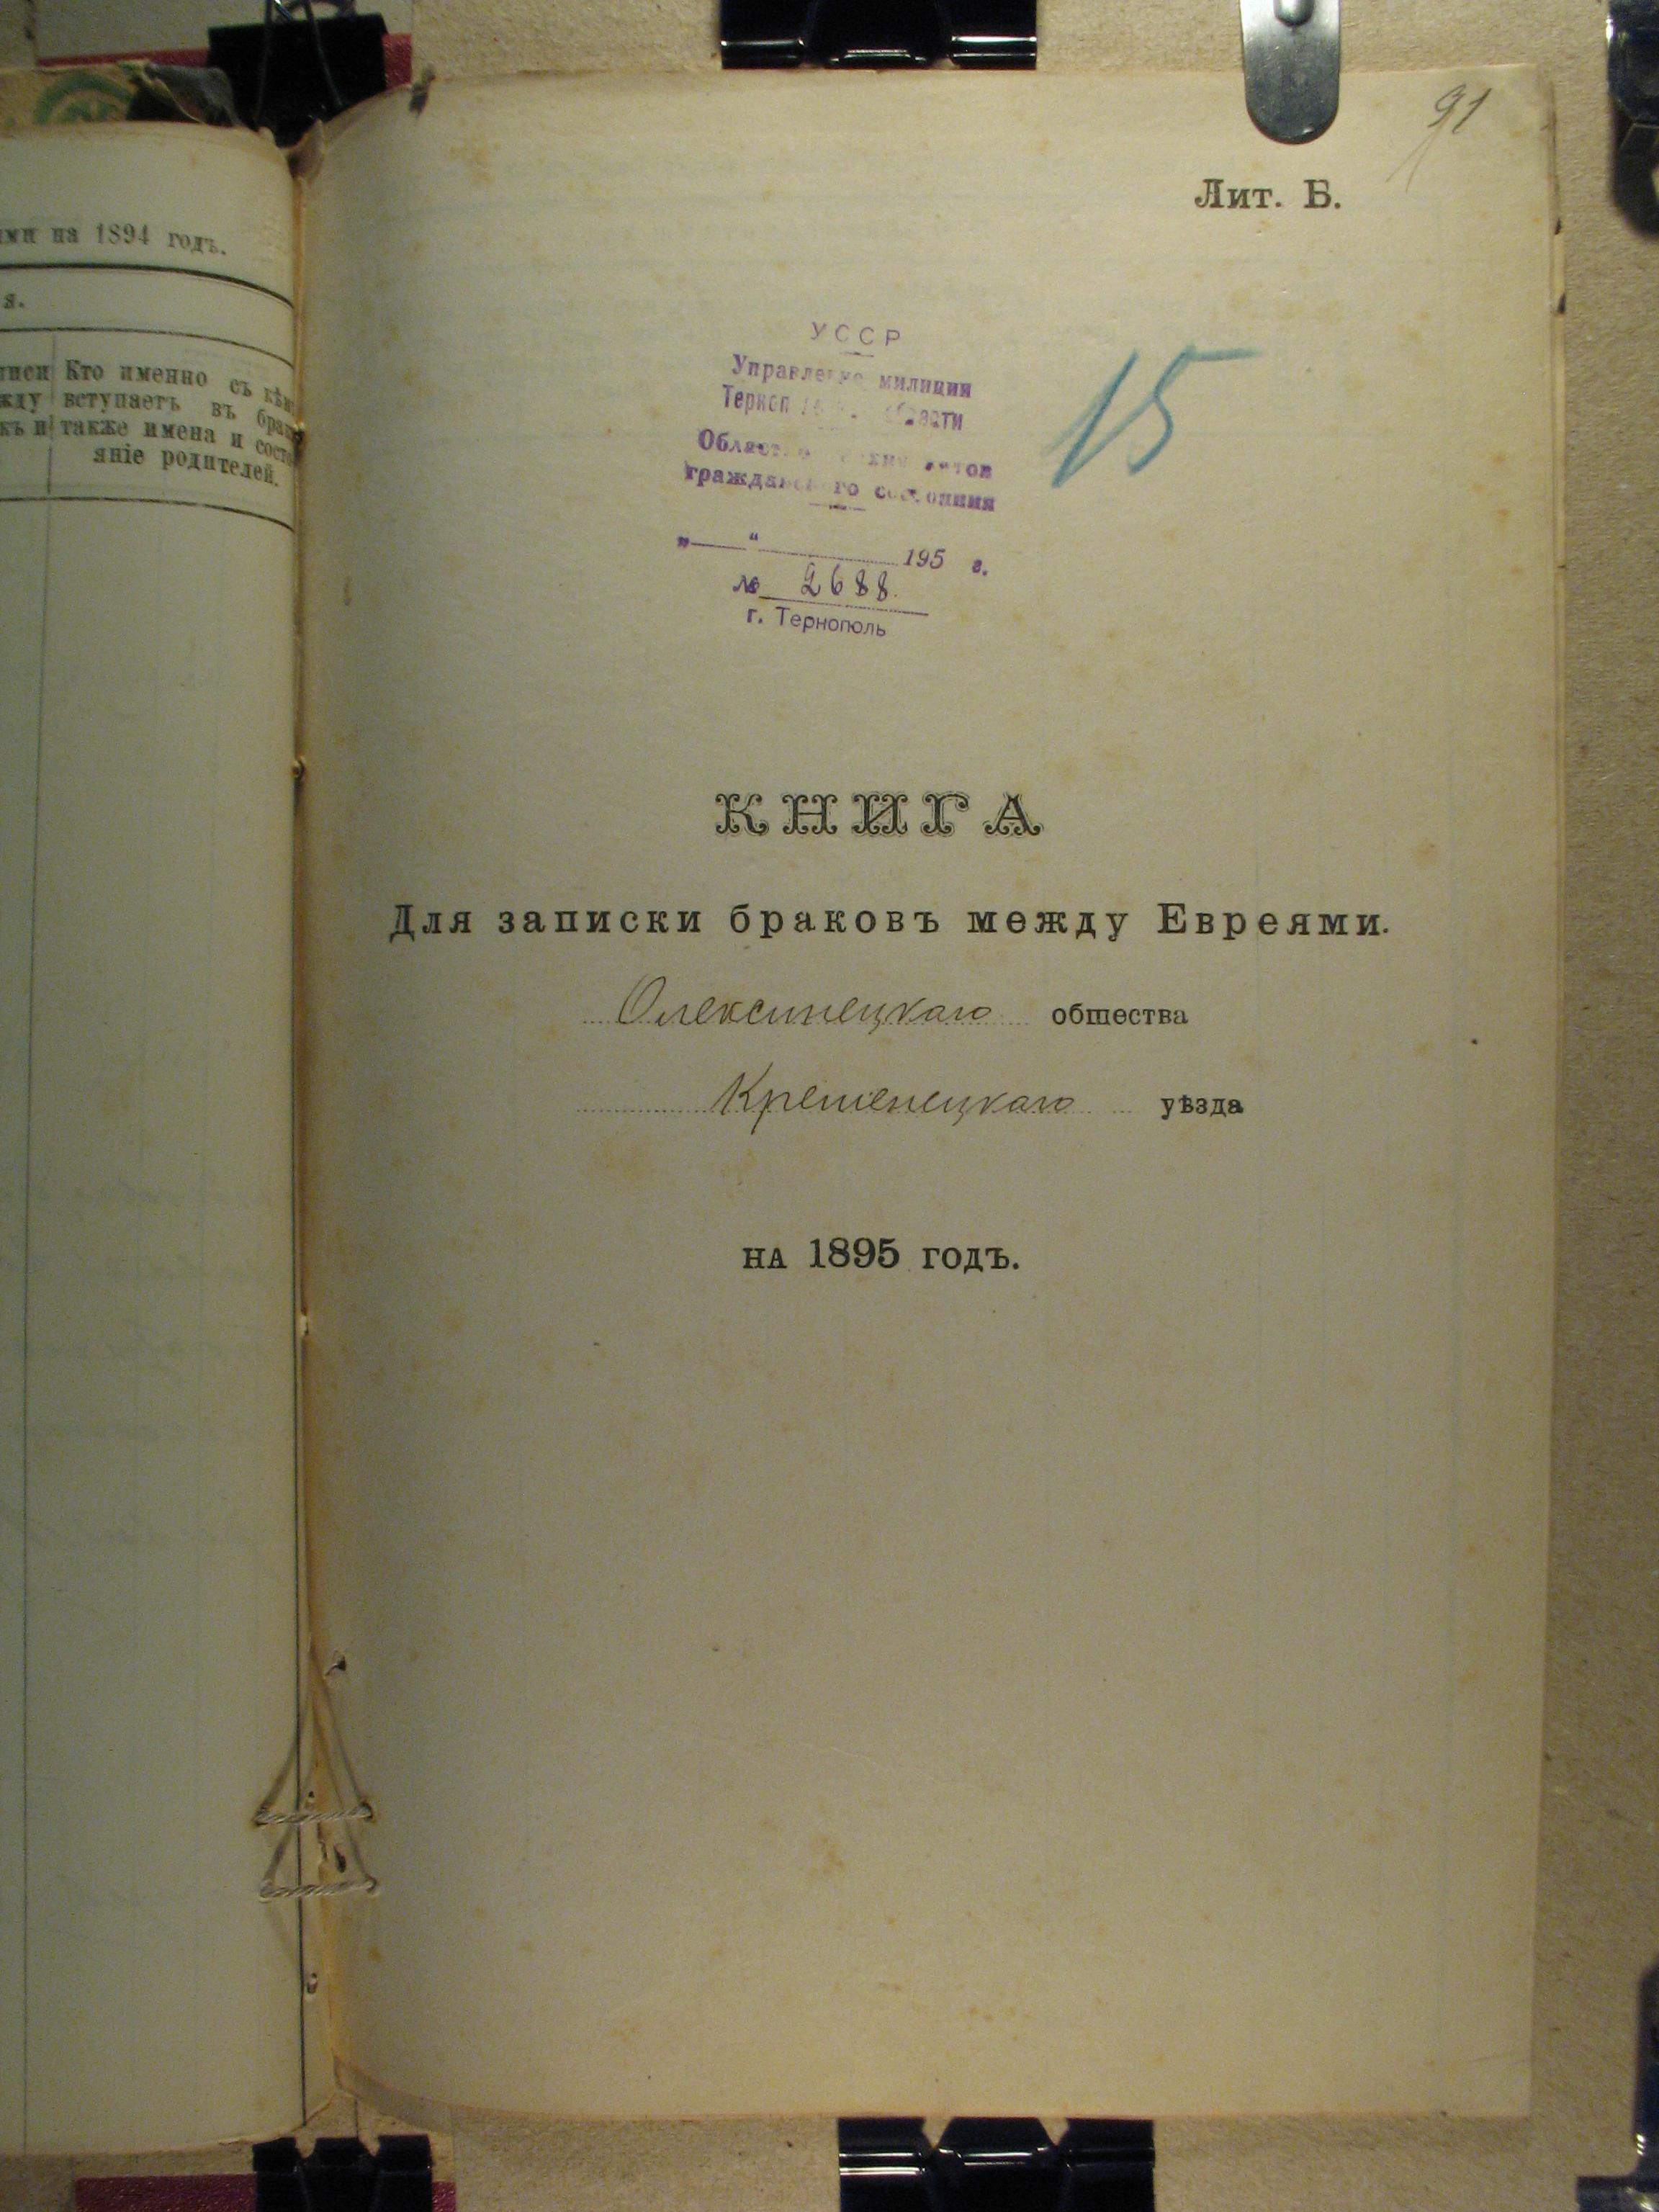 на 1894 годъ.
я.
Кто именно съ кѣмъ
вступаетъ въ бракъ
также имена и состо
яніе родителей.
91
Лит. Б.
УССР
Управление милиции
15
гражданского состояния
„ “ 195 г.
№ 2688.
г. Тернополь
КНИГА
Для записки браковъ между Евреями.
Олексинецкаго общества
Кременецкаго уѣзда
на 1895 годъ.